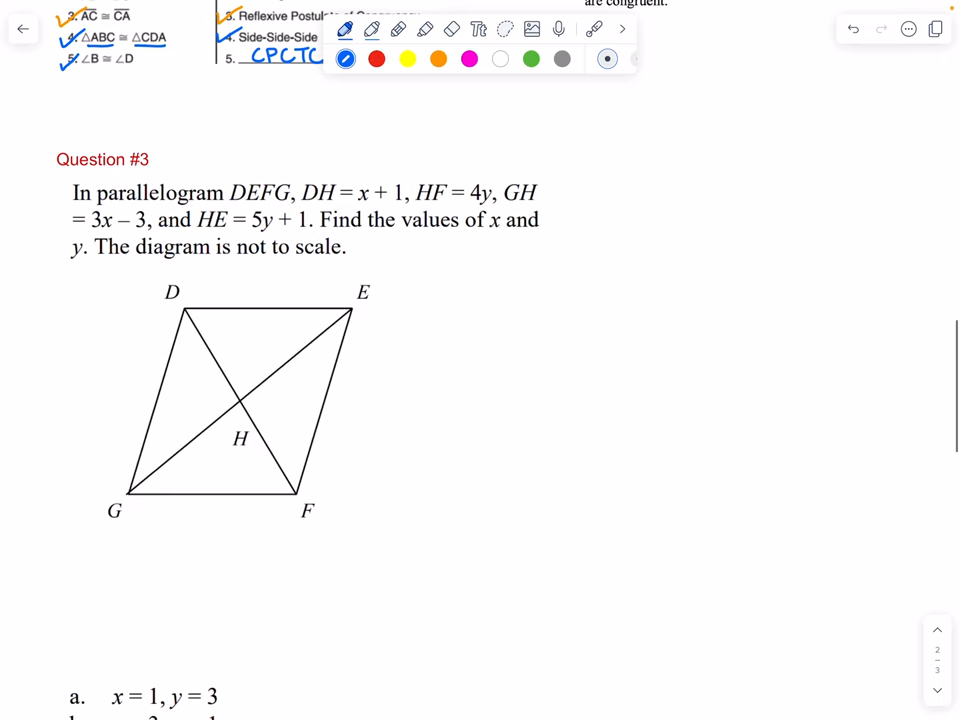 are congruent.
3. AC ≅ CA
3. Reflexive
4. △ABC ≅ △CDA
4. Side-Side-Side
5. ∠B ≅ ∠D
5. CPCTC
Tt
Question #3
In parallelogram DEFG, DH = x + 1, HF = 4y, GH
= 3x – 3, and HE = 5y + 1. Find the values of x and
y. The diagram is not to scale.
D
E
H
G
F
2
3
a. x = 1, y = 3